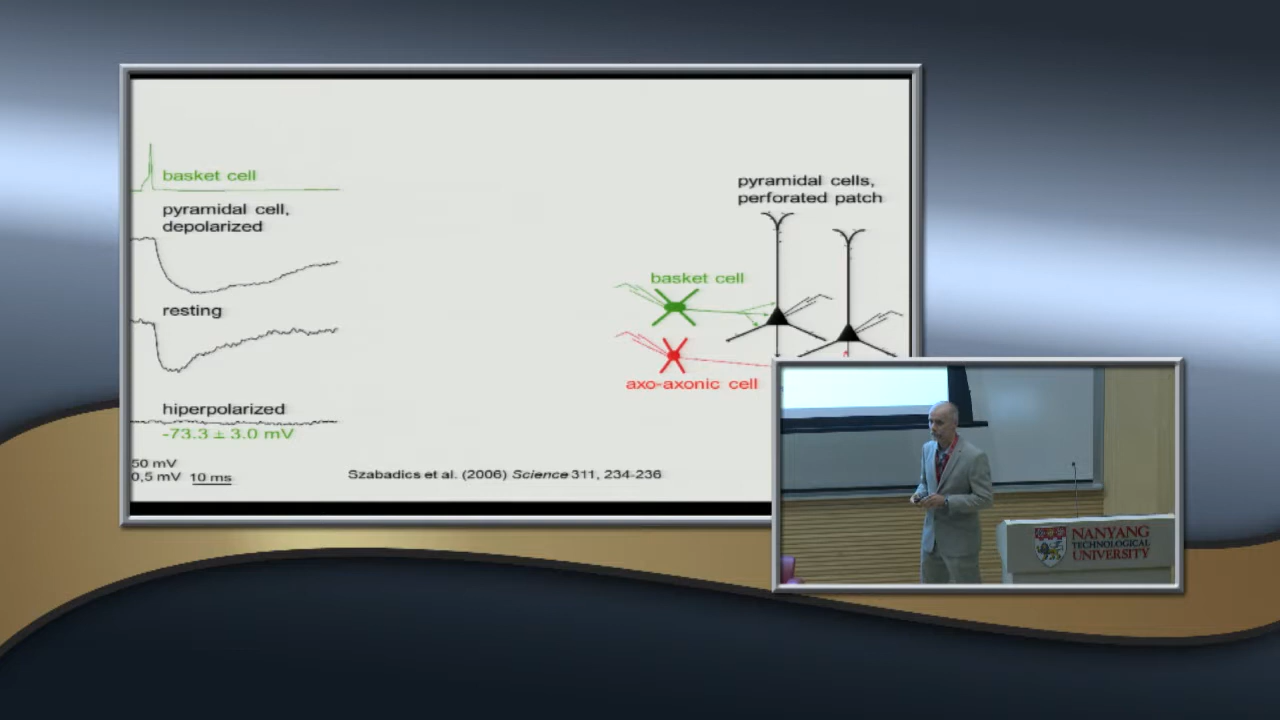 basket cell
pyramidal cell,
depolarized
resting
hiperpolarized
-73.3 ± 3.0 mV
50 mV
0,5 mV 10 ms
Szabadics et al. (2006) Science 311, 234-236
pyramidal cells,
perforated patch
basket cell
axo-axonic cell
NANYANG
TECHNOLOGICAL
UNIVERSITY